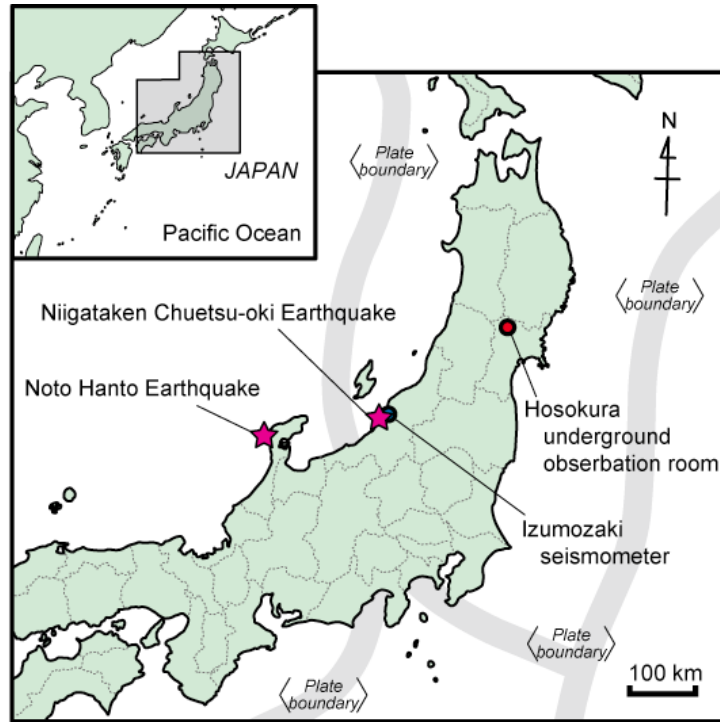 JAPAN
Pacific Ocean
Plate
boundary
N
Plate
boundary
Niigataken Chuetsu-oki Earthquake
Noto Hanto Earthquake
Hosokura
underground
obserbation room
Izumozaki
seismometer
Plate
boundary
Plate
boundary
100 km